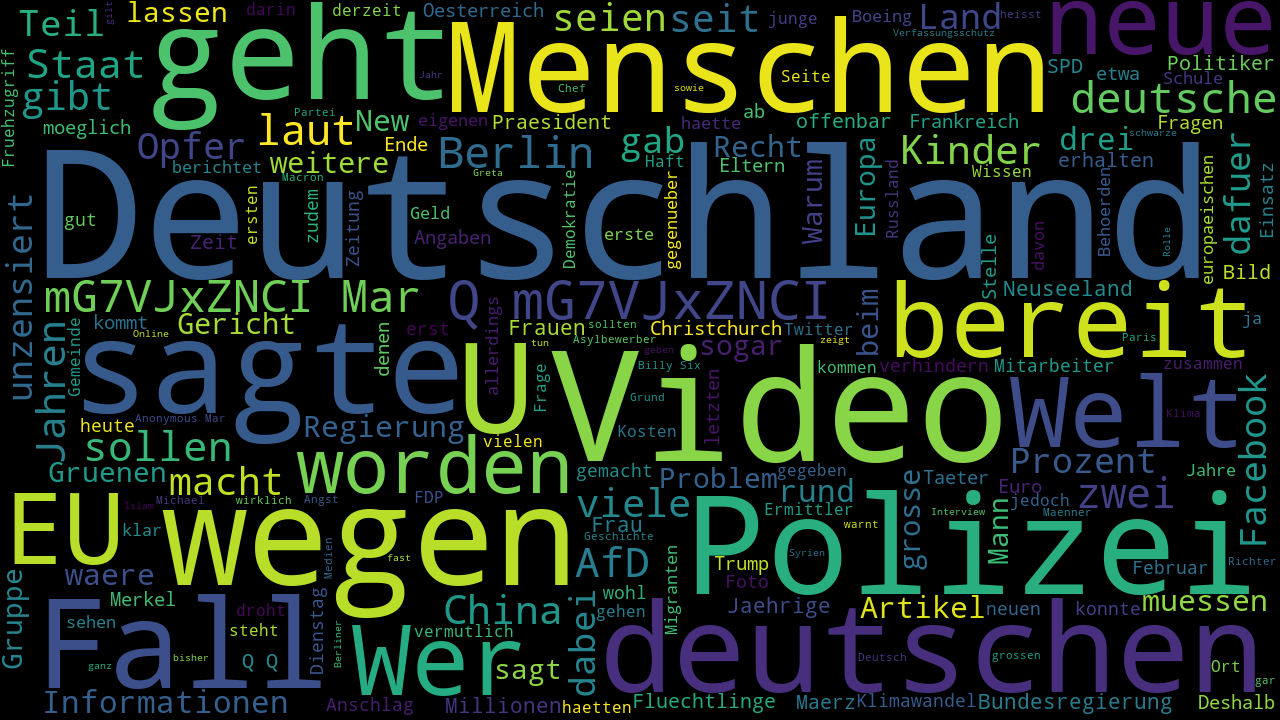 gilt
lassen
darin
derzeit
Oesterreich
seien
seit
junge
Boeing
Land
heisst
neue
Teil
geht
Menschen
Verfassungsschutz
Staat
Jahr
Chef
sowie
Seite
SPD
etwa
Politiker
Schule
gibt
Fruehzugriff
Partei
deutsche
moeglich
laut
New
eigenen
Praesident
haette
ab
offenbar
Frankreich
Fragen
Opfer
Ende
Berlin
gab
Recht
Kinder
drei
schwarze
dafuer
Einsatz
berichtet
weitere
Macron
Greta
Haft
Eltern
Warum
Europa
Wissen
erhalten
Deutschland
gut
Zeit
ersten
zudem
Zeitung
Geld
Angaben
Demokratie
erste
gegenueber
Russland
davon
Behoerden
Rolle
europaeischen
Bild
unzensiert
mG7VJxZNCI Mar
Q mG7VJxZNCI
Stelle
Neuseeland
bereit
ja
Jahren
Gemeinde
kommt
Online
Gericht
denen
erst
allerdings
Frauen
sollten
Christchurch
Twitter
beim
Paris
sagte
U
tun
Asylbewerber
geben
sogar
zeigt
Video
Billy Six
kommen
verhindern
Mitarbeiter
zusammen
Welt
Klima
Facebook
Frage
Grund
letzten
heute
Anonymous Mar
Regierung
vielen
Kosten
sollen
Gruenen
macht
worden
gemacht
Problem
gegeben
Prozent
Jahre
Islam
Michael
wirklich
Angst
FDP
viele
rund
grosse
Taeter
Euro
jedoch
zwei
EU
wegen
klar
Medien
fast
Frau
Geschichte
Ermittler
warnt
Polizei
Interview
Maenner
Mann
Syrien
Februar
Richter
AfD
Trump
Foto
waere
Gruppe
Merkel
droht
China
wohl
gehen
Migranten
Jaehrige
Artikel
neuen
konnte
muessen
Fall
sehen
steht
ganz
bisher
Q Q
Dienstag
Berliner
Wer
vermutlich
sagt
dabei
deutschen
Deutsch
grossen
Ort
gar
Informationen
Anschlag
Millionen
haetten
Fluechtlinge
Maerz
Klimawandel
Bundesregierung
Deshalb